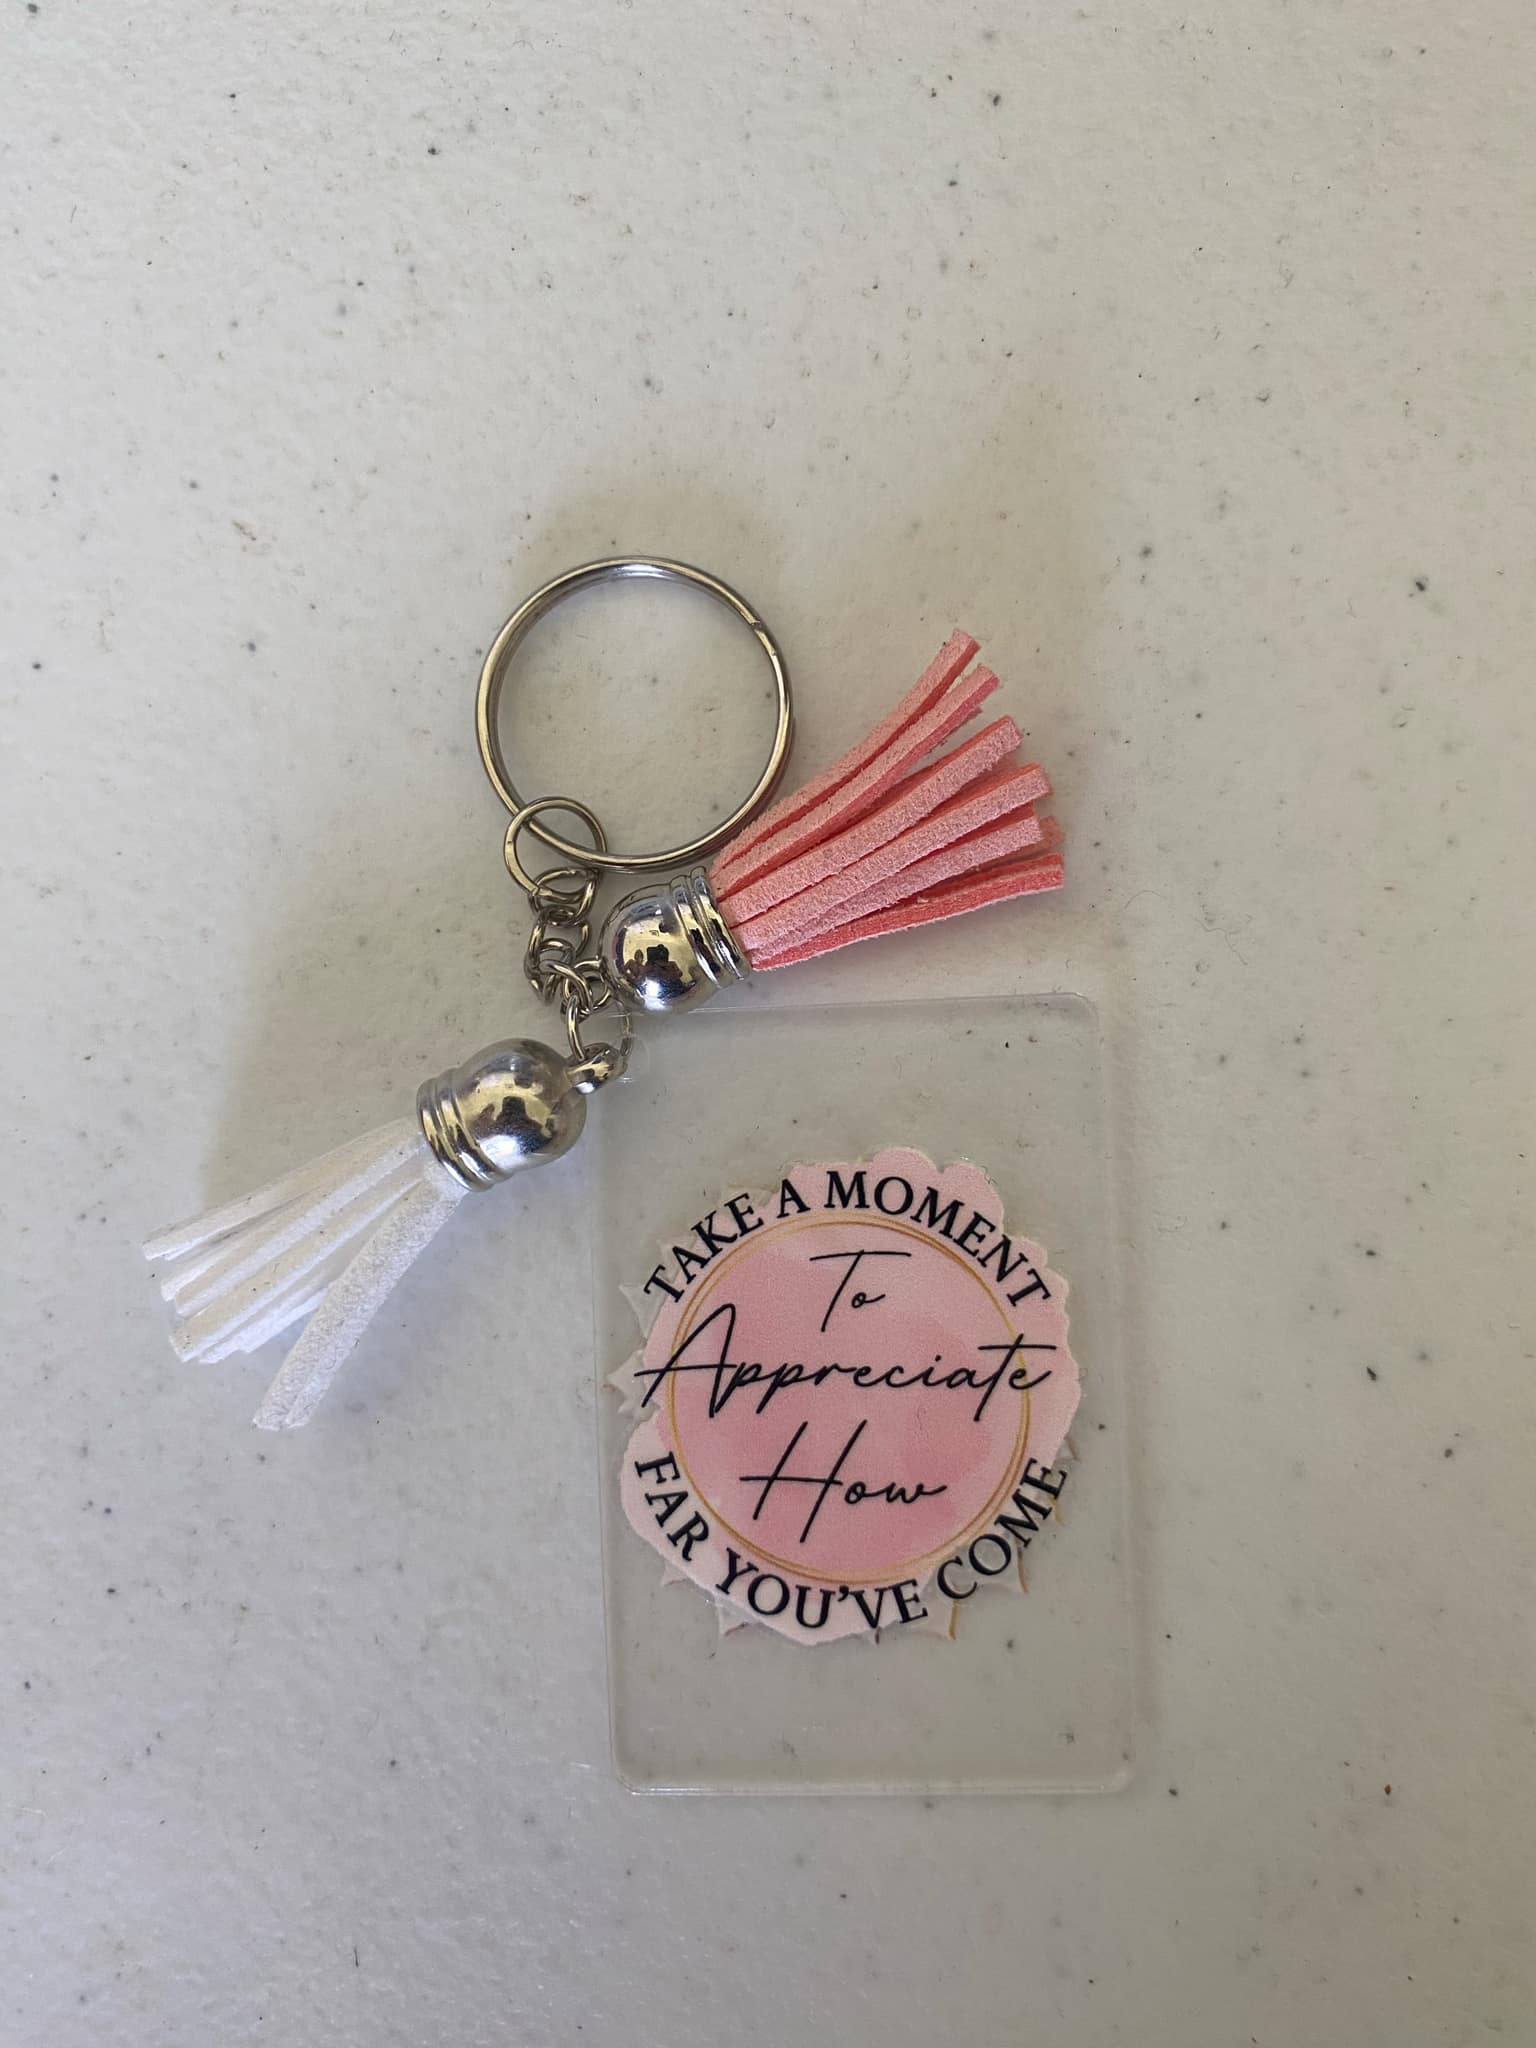 TAKE A MOMENT
To
Appreciate
How
FAR YOU'VE COME